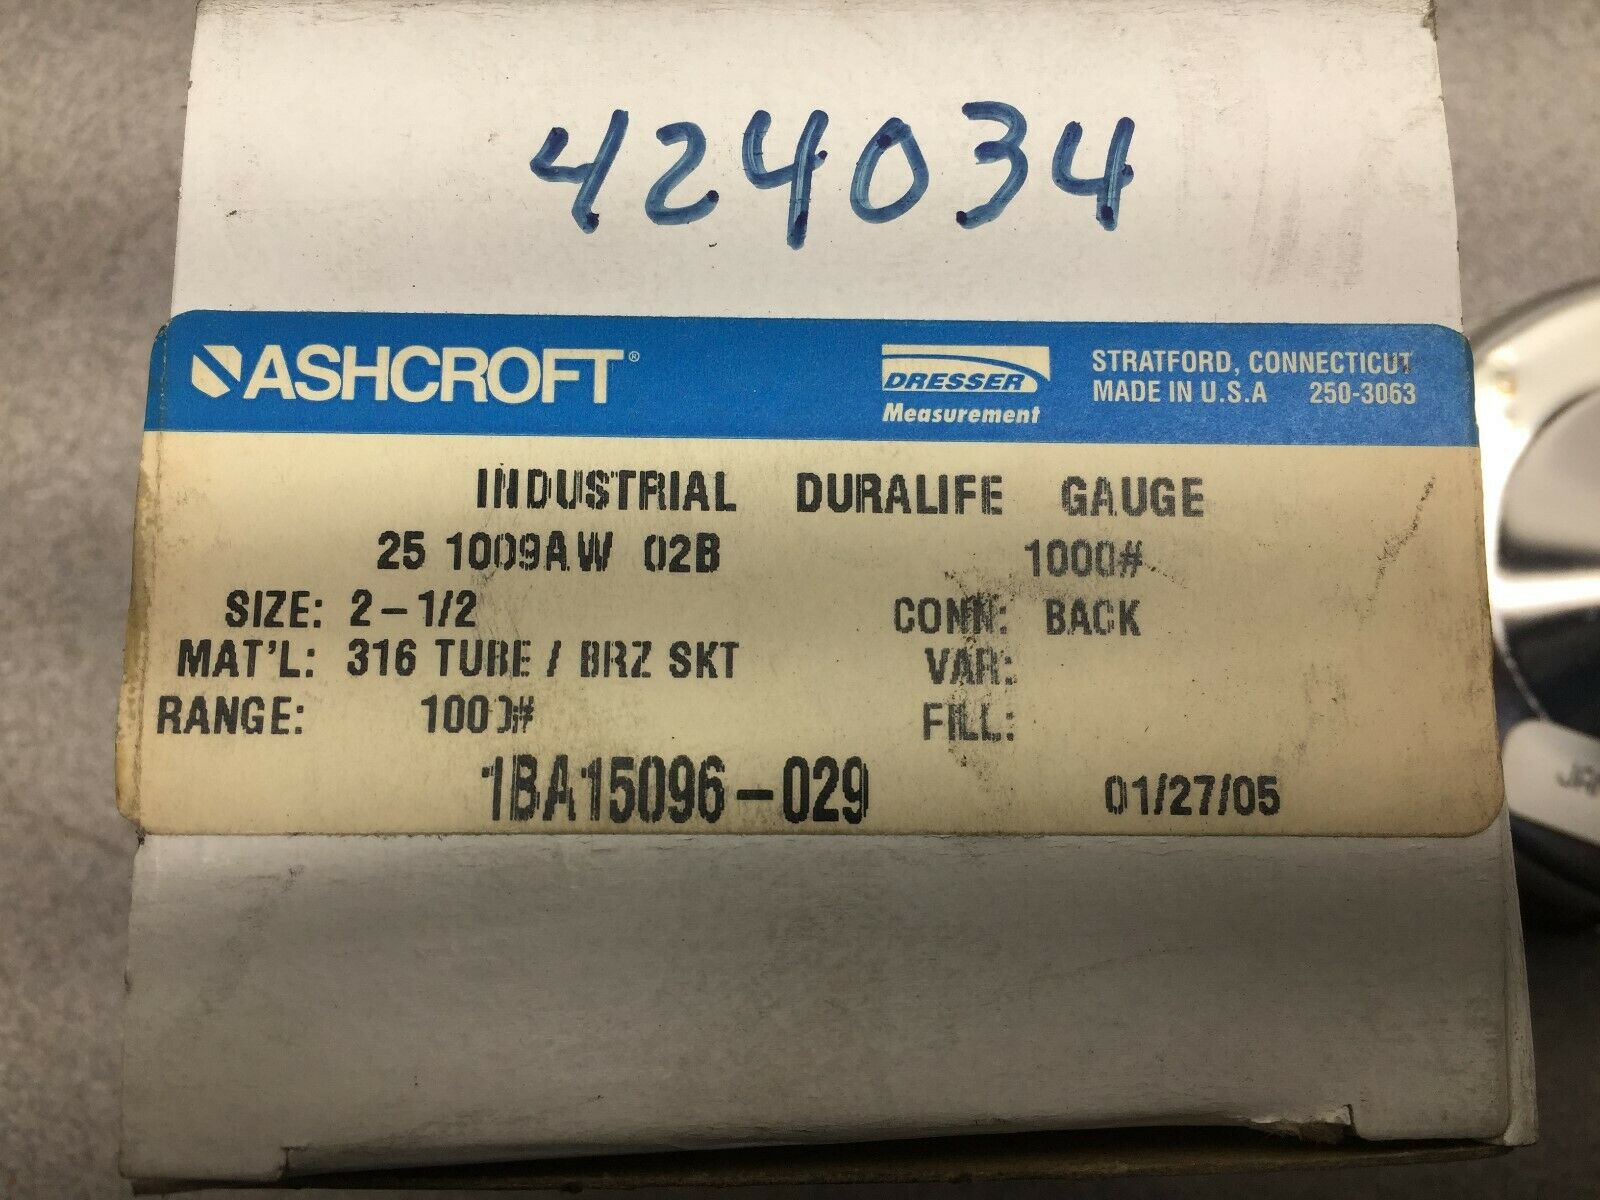 424034
ASHCROFT®
DRESSER
Measurement
STRATFORD, CONNECTICUT
MADE IN U.S.A 250-3063
INDUSTRIAL DURALIFE GAUGE
25 1009AW 02B 1000#
SIZE: 2-1/2 CONN: BACK
MAT'L: 316 TUBE / BRZ SKT VAR:
RANGE: 1000# FILL:
1BA15096-029 01/27/05